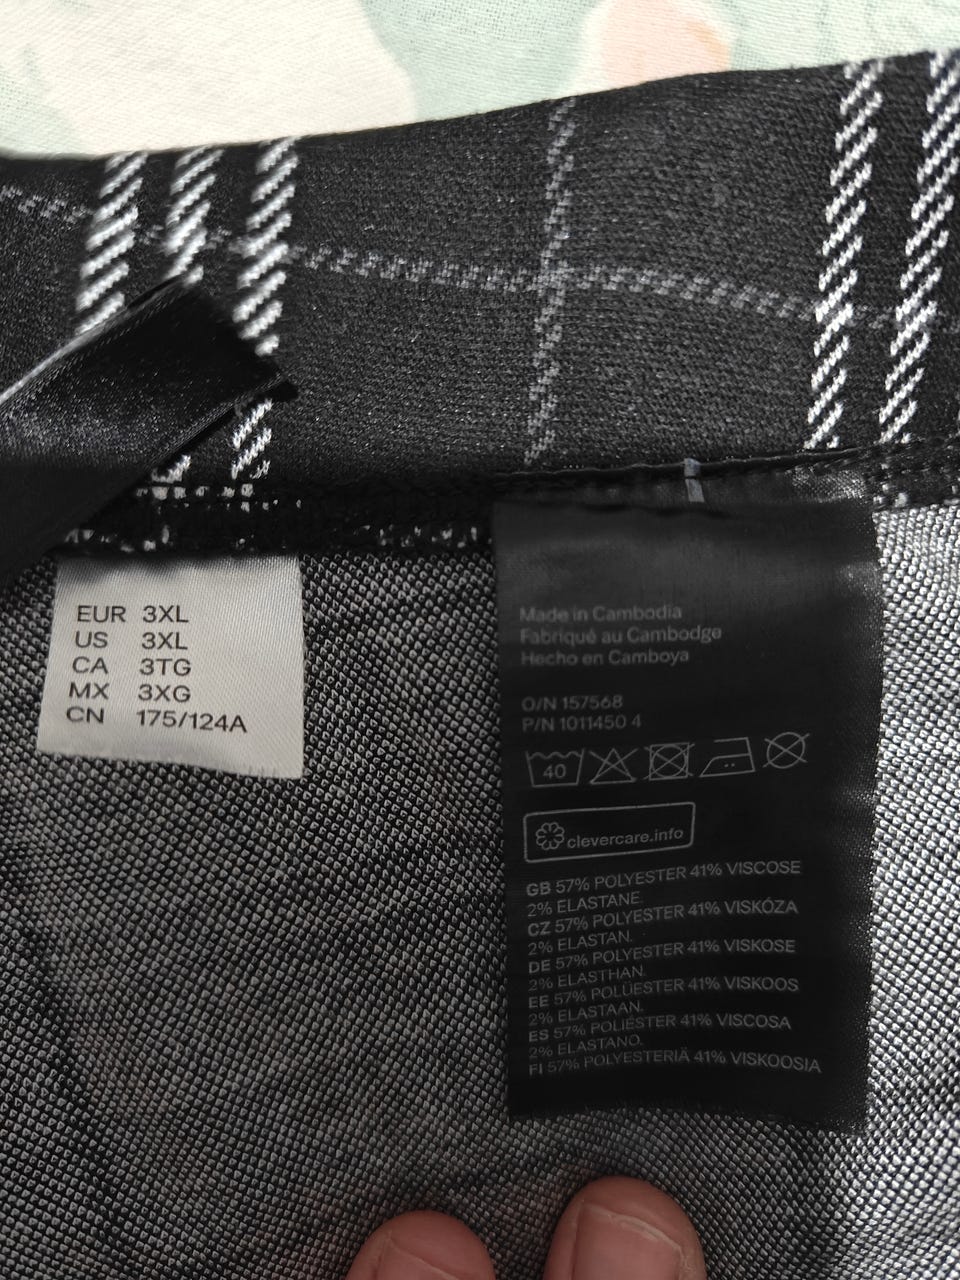 EUR 3XL
US 3XL
CA 3TG
MX 3XG
CN 175/124A
Made in Cambodia
Fabriqué au Cambodge
Hecho en Camboya
O/N 157568
P/N 1011450 4
40
clevercare.info
GB 57% POLYESTER 41% VISCOSE
2% ELASTANE.
CZ 57% POLYESTER 41% VISKÓZA
2% ELASTAN.
DE 57% POLYESTER 41% VISKOSE
2% ELASTHAN.
EE 57% POLÜESTER 41% VISKOOS
2% ELASTAAN.
ES 57% POLIÉSTER 41% VISCOSA
2% ELASTANO.
FI 57% POLYESTERIÄ 41% VISKOOSIA